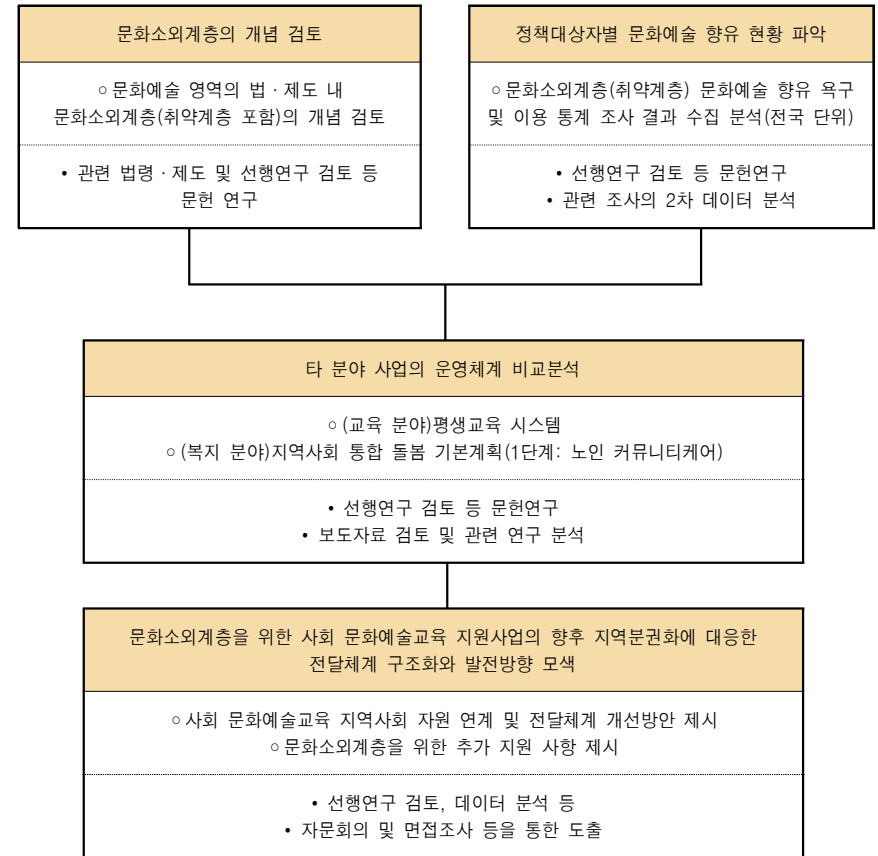 문화소외계층의 개념 검토
○ 문화예술 영역의 법 · 제도 내
문화소외계층(취약계층 포함)의 개념 검토
• 관련 법령 · 제도 및 선행연구 검토 등
문헌 연구
정책대상자별 문화예술 향유 현황 파악
○ 문화소외계층(취약계층) 문화예술 향유 욕구
및 이용 통계 조사 결과 수집 분석(전국 단위)
• 선행연구 검토 등 문헌연구
• 관련 조사의 2차 데이터 분석
타 분야 사업의 운영체계 비교분석
○ (교육 분야)평생교육 시스템
○ (복지 분야)지역사회 통합 돌봄 기본계획(1단계: 노인 커뮤니티케어)
• 선행연구 검토 등 문헌연구
• 보도자료 검토 및 관련 연구 분석
문화소외계층을 위한 사회 문화예술교육 지원사업의 향후 지역분권화에 대응한
전달체계 구조화와 발전방향 모색
○ 사회 문화예술교육 지역사회 자원 연계 및 전달체계 개선방안 제시
○ 문화소외계층을 위한 추가 지원 사항 제시
• 선행연구 검토, 데이터 분석 등
• 자문회의 및 면접조사 등을 통한 도출